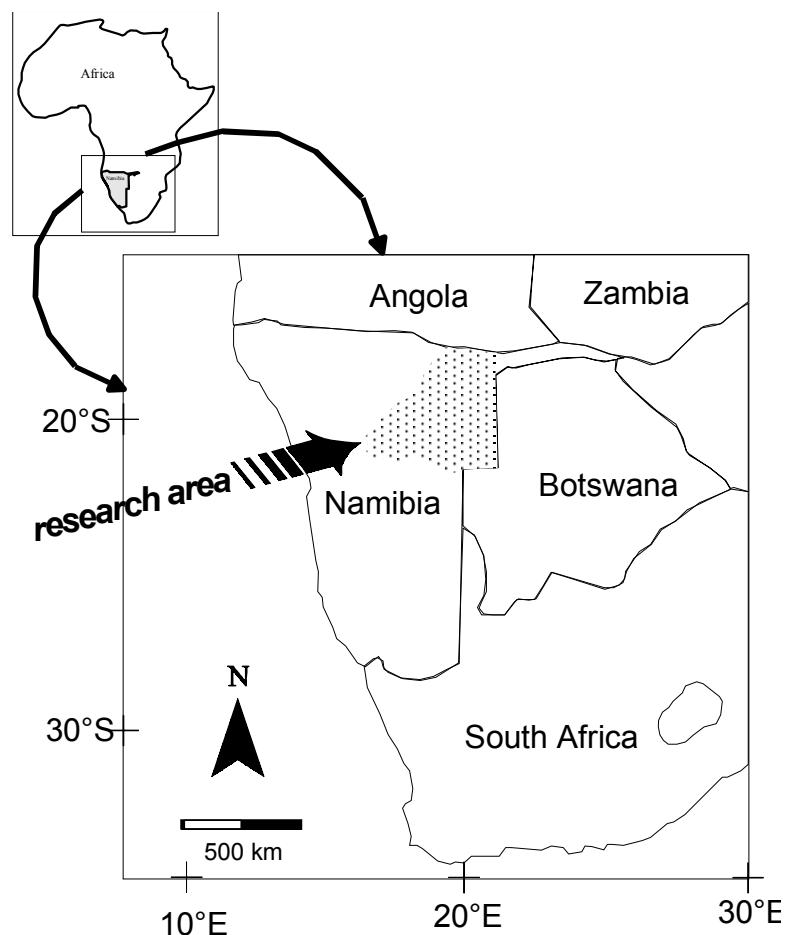 Africa
Namibia
Angola
Zambia
20°S
research area
Namibia
Botswana
N
30°S
South Africa
500 km
10°E
20°E
30°E